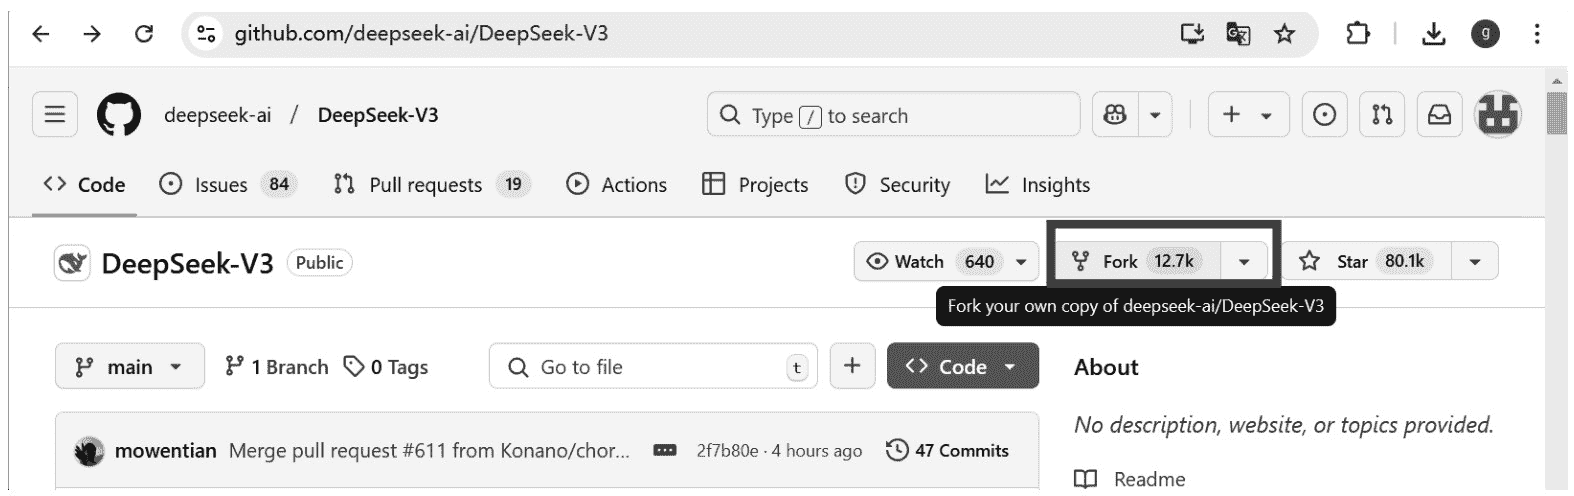 github.com/deepseek-ai/DeepSeek-V3
g
deepseek-ai / DeepSeek-V3
Type / to search
Code Issues 84 Pull requests 19 Actions Projects Security Insights
DeepSeek-V3 Public Watch 640 Fork 12.7k Star 80.1k
Fork your own copy of deepseek-ai/DeepSeek-V3
main 1 Branch 0 Tags Go to file t + Code About
No description, website, or topics provided.
mowentian Merge pull request #611 from Konano/chor... 2f7b80e · 4 hours ago 47 Commits
Readme